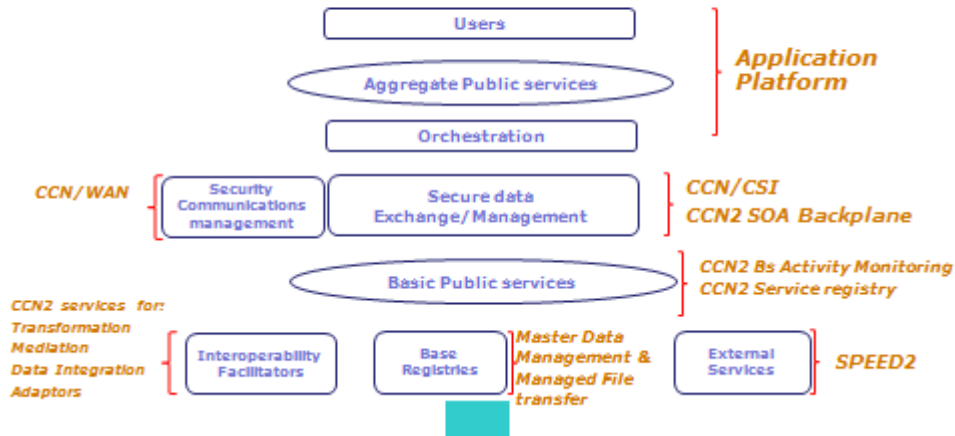 Users
Aggregate Public services
Application
Platform
Orchestration
CCN/WAN
Security
Communications
management
Secure data
Exchange/Management
CCN/CSI
CCN2 SOA Backplane
Basic Public services
CCN2 Bs Activity Monitoring
CCN2 Service registry
CCN2 services for:
Transformation
Mediation
Data Integration
Adaptors
Interoperability
Facilitators
Base
Registries
Master Data
Management &
Managed File
transfer
External
Services
SPEED2